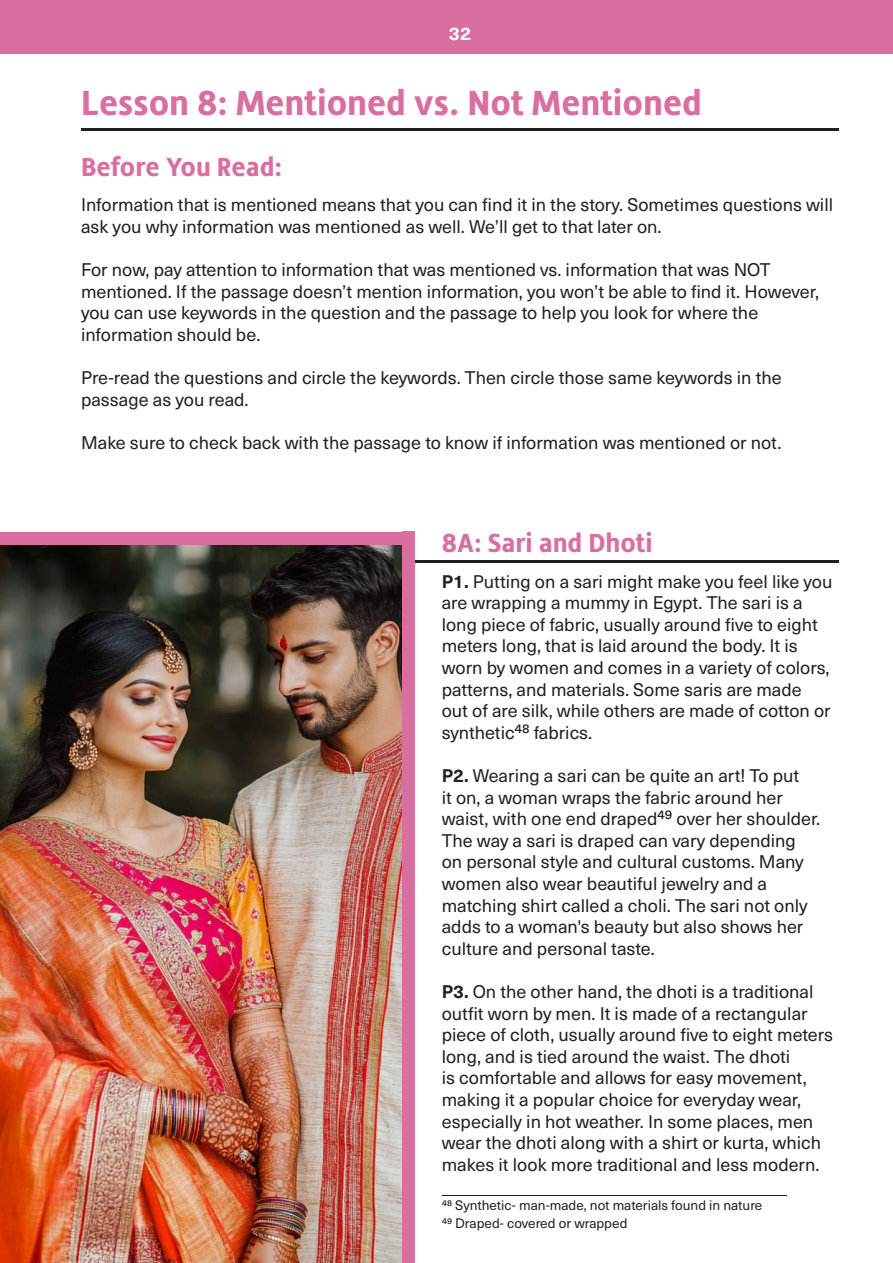 32
Lesson 8: Mentioned vs. Not Mentioned
Before You Read:
Information that is mentioned means that you can find it in the story. Sometimes questions will
ask you why information was mentioned as well. We'll get to that later on.
For now, pay attention to information that was mentioned vs. information that was NOT
mentioned. If the passage doesn't mention information, you won't be able to find it. However,
you can use keywords in the question and the passage to help you look for where the
information should be.
Pre-read the questions and circle the keywords. Then circle those same keywords in the
passage as you read.
Make sure to check back with the passage to know if information was mentioned or not.
8A: Sari and Dhoti
P1. Putting on a sari might make you feel like you
are wrapping a mummy in Egypt. The sari is a
long piece of fabric, usually around five to eight
meters long, that is laid around the body. It is
worn by women and comes in a variety of colors,
patterns, and materials. Some saris are made
out of are silk, while others are made of cotton or
synthetic⁴⁸ fabrics.
P2. Wearing a sari can be quite an art! To put
it on, a woman wraps the fabric around her
waist, with one end draped⁴⁹ over her shoulder.
The way a sari is draped can vary depending
on personal style and cultural customs. Many
women also wear beautiful jewelry and a
matching shirt called a choli. The sari not only
adds to a woman's beauty but also shows her
culture and personal taste.
P3. On the other hand, the dhoti is a traditional
outfit worn by men. It is made of a rectangular
piece of cloth, usually around five to eight meters
long, and is tied around the waist. The dhoti
is comfortable and allows for easy movement,
making it a popular choice for everyday wear,
especially in hot weather. In some places, men
wear the dhoti along with a shirt or kurta, which
makes it look more traditional and less modern.
⁴⁸ Synthetic- man-made, not materials found in nature
⁴⁹ Draped- covered or wrapped